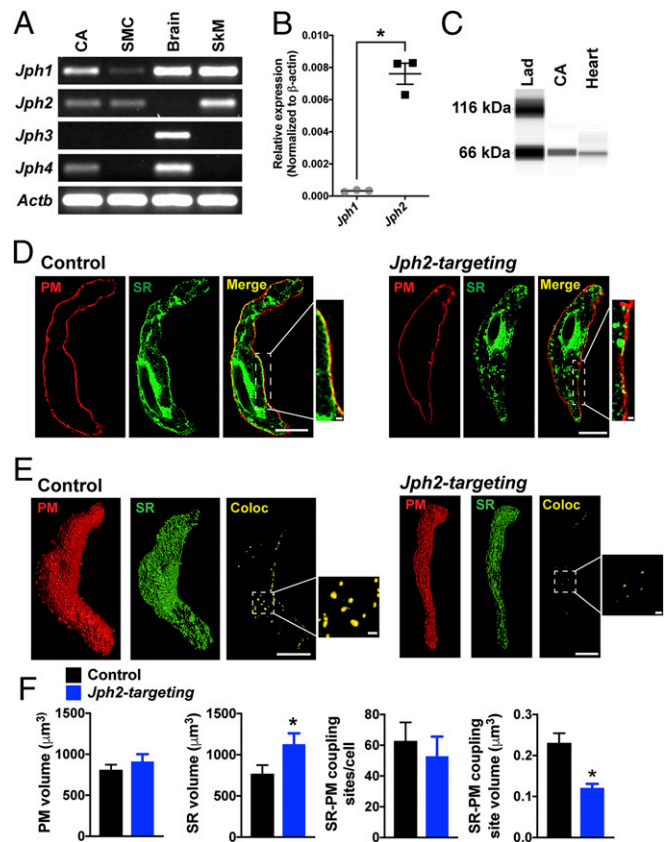 A
CA SMC Brain SkM
Jph1
Jph2
Jph3
Jph4
Actb
B
*
Relative expression
(Normalized to β-actin)
0.010
0.008
0.006
0.004
0.002
0.000
Jph1 Jph2
C
Lad CA Heart
116 kDa
66 kDa
D
Control
PM SR Merge
Jph2-targeting
PM SR Merge
E
Control
PM SR Coloc
Jph2-targeting
PM SR Coloc
F
Control
Jph2-targeting
PM volume (μm³)
1500
1000
500
0
SR volume (μm³)
1500
1000
500
0
*
SR-PM coupling
sites/cell
80
60
40
20
0
SR-PM coupling
site volume (μm³)
0.3
0.2
0.1
0.0
*